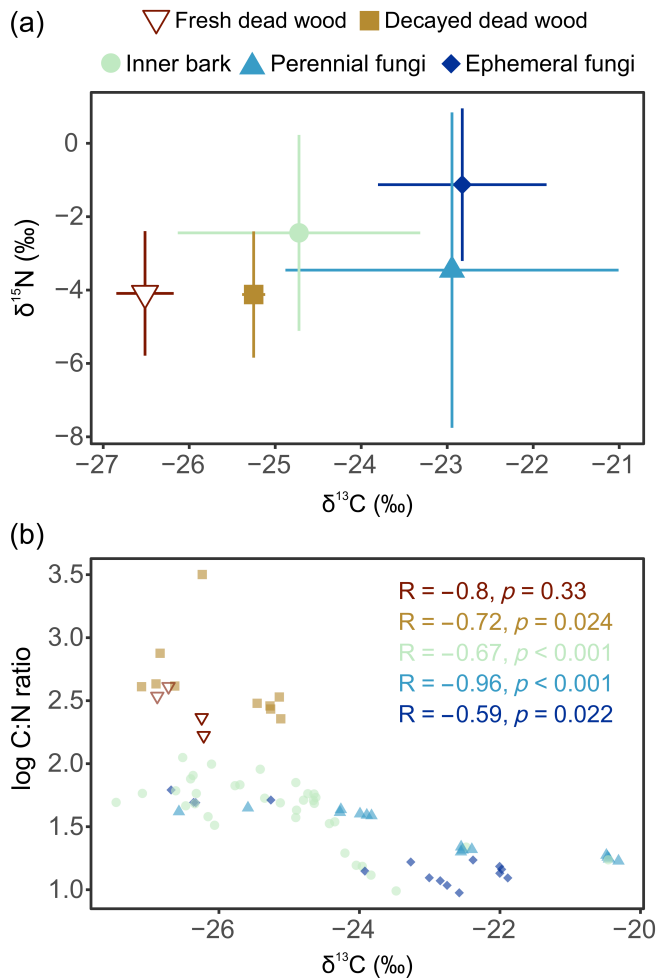 (a)
Fresh dead wood
Decayed dead wood
Inner bark
Perennial fungi
Ephemeral fungi
0
−2
−4
−6
−8
δ¹⁵N (‰)
−27
−26
−25
−24
−23
−22
−21
δ¹³C (‰)
(b)
3.5
3.0
2.5
2.0
1.5
1.0
log C:N ratio
R = −0.8, p = 0.33
R = −0.72, p = 0.024
R = −0.67, p < 0.001
R = −0.96, p < 0.001
R = −0.59, p = 0.022
−26
−24
−22
−20
δ¹³C (‰)